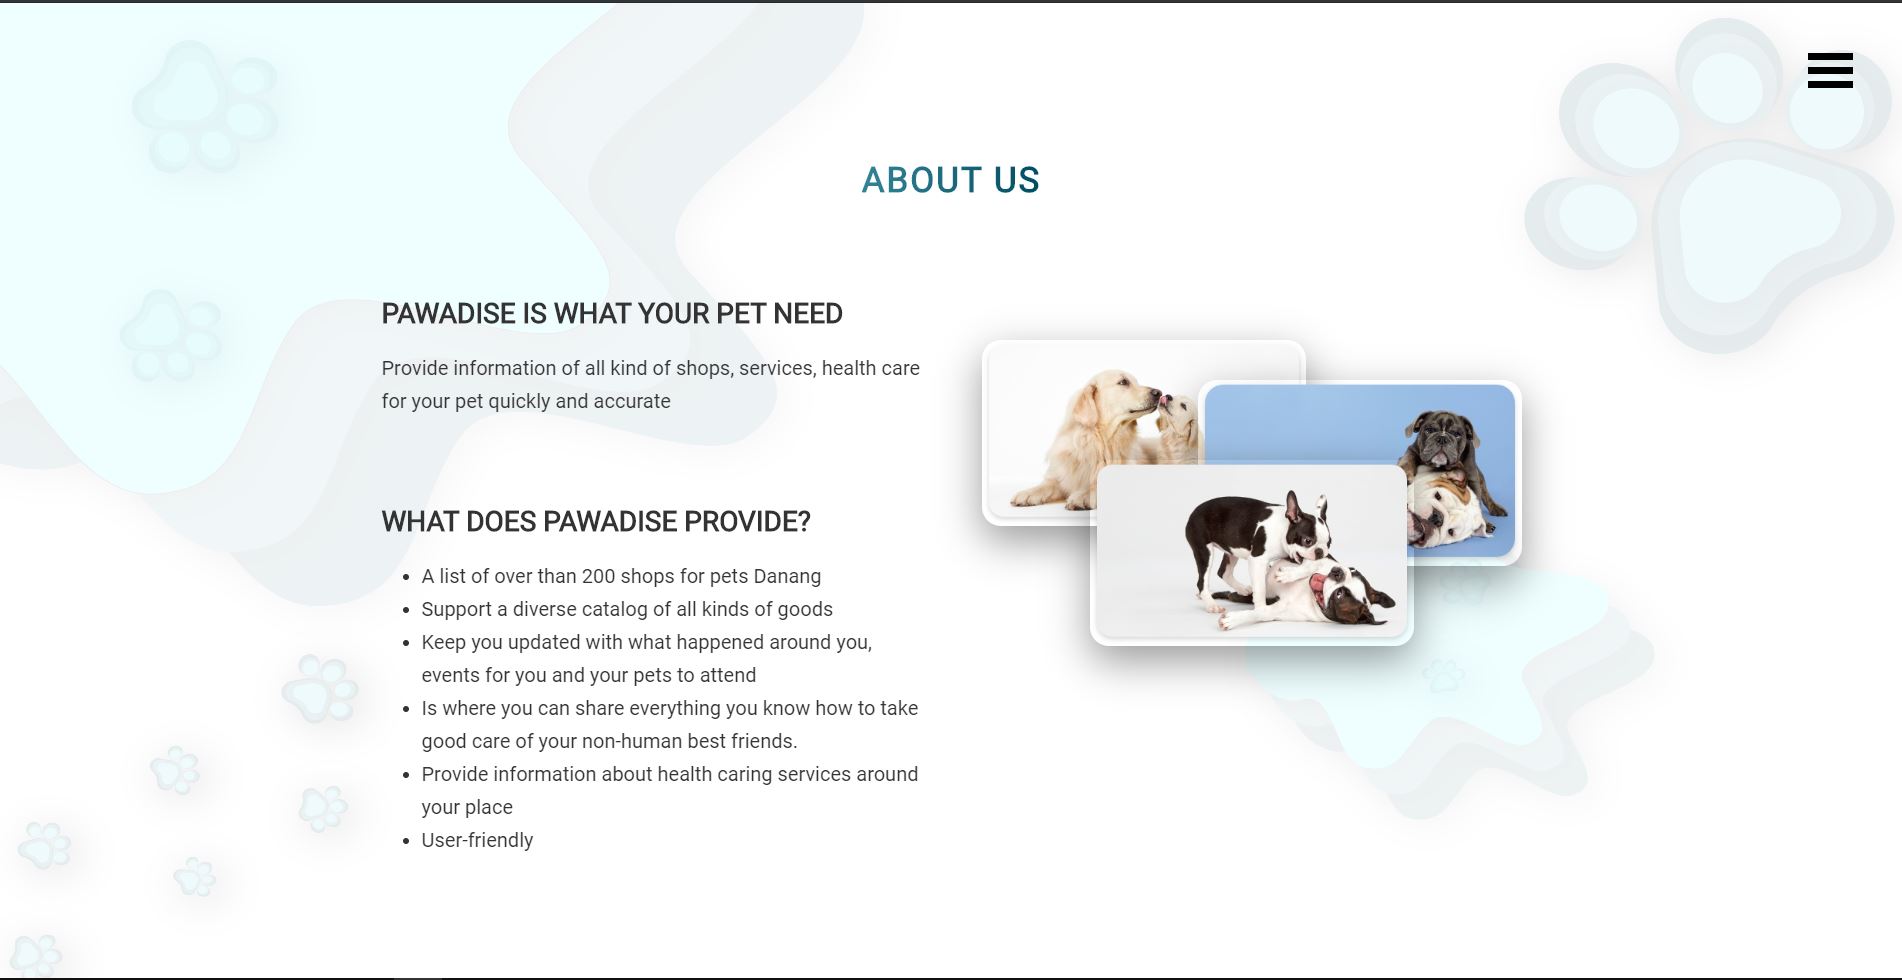 ABOUT US
PAWADISE IS WHAT YOUR PET NEED
Provide information of all kind of shops, services, health care
for your pet quickly and accurate
WHAT DOES PAWADISE PROVIDE?
• A list of over than 200 shops for pets Danang
• Support a diverse catalog of all kinds of goods
• Keep you updated with what happened around you,
events for you and your pets to attend
• Is where you can share everything you know how to take
good care of your non-human best friends.
• Provide information about health caring services around
your place
• User-friendly